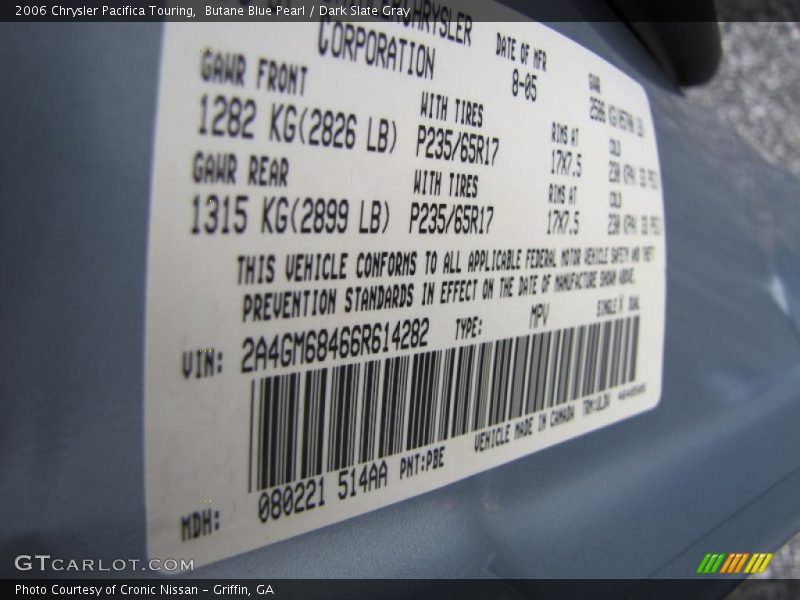 2006 Chrysler Pacifica Touring,  Butane Blue Pearl / Dark Slate Gray
CORPORATION
DATE OF MFR
8-05
GAWR FRONT
1282 KG(2826 LB)
WITH TIRES
P235/65R17
RIMS AT
17X7.5
COLD
GAWR REAR
1315 KG(2899 LB)
WITH TIRES
P235/65R17
RIMS AT
17X7.5
COLD
THIS VEHICLE CONFORMS TO ALL APPLICABLE FEDERAL MOTOR VEHICLE SAFETY AND THEFT
PREVENTION STANDARDS IN EFFECT ON THE DATE OF MANUFACTURE SHOWN ABOVE.
VIN: 2A4GM68466R614282 TYPE: MPV SINGLE X DUAL
VEHICLE MADE IN CANADA
MDH: 080221 514AA PNT:PBE
GTCARLOT.COM
Photo Courtesy of Cronic Nissan – Griffin, GA